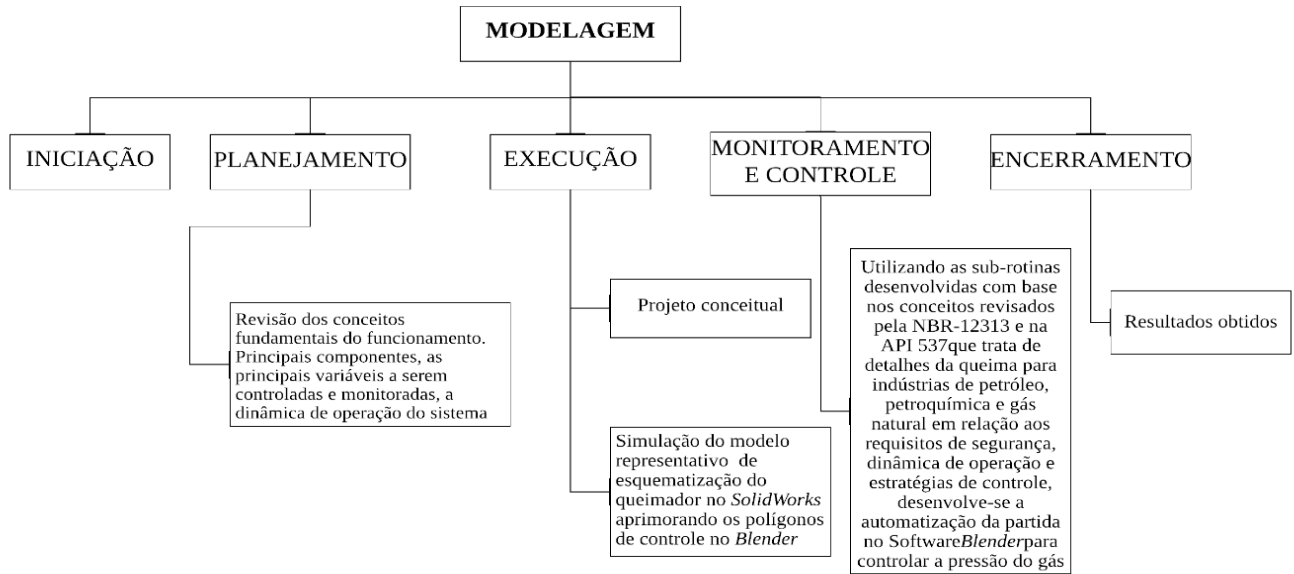 MODELAGEM
INICIAÇÃO
PLANEJAMENTO
EXECUÇÃO
MONITORAMENTO
E CONTROLE
ENCERRAMENTO
Revisão dos conceitos
fundamentais do funcionamento.
Principais componentes, as
principais variáveis a serem
controladas e monitoradas, a
dinâmica de operação do sistema
Projeto conceitual
Simulação do modelo
representativo de
esquematização do
queimador no SolidWorks
aprimorando os polígonos
de controle no Blender
Utilizando as sub-rotinas
desenvolvidas com base
nos conceitos revisados
pela NBR-12313 e na
API 537que trata de
detalhes da queima para
indústrias de petróleo,
petroquímica e gás
natural em relação aos
requisitos de segurança,
dinâmica de operação e
estratégias de controle,
desenvolve-se a
automatização da partida
no SoftwareBlenderpara
controlar a pressão do gás
Resultados obtidos